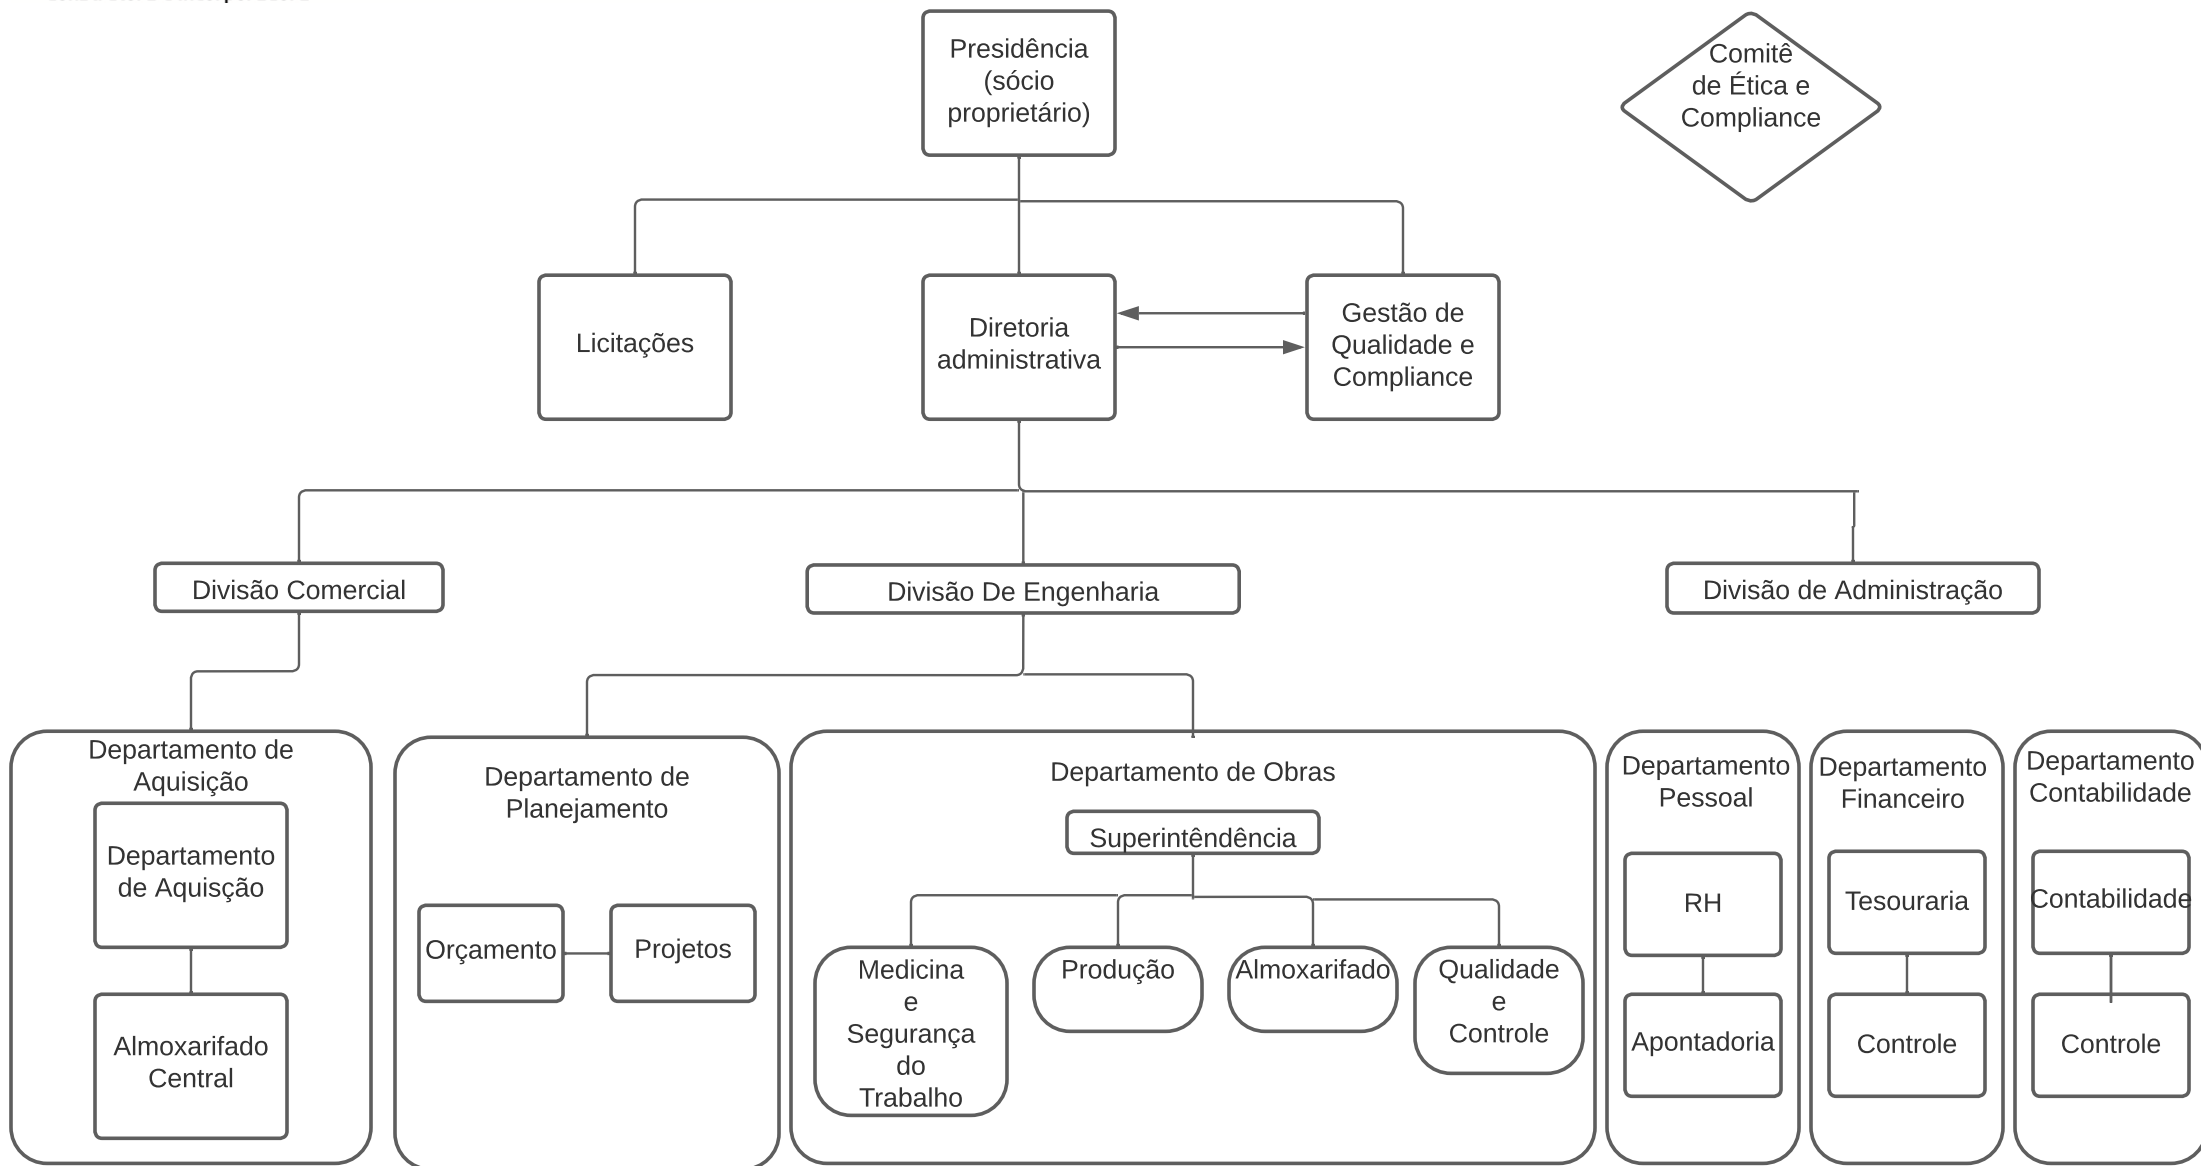 Presidência
(sócio
proprietário)
Comitê
de Ética e
Compliance
Licitações
Diretoria
administrativa
Gestão de
Qualidade e
Compliance
Divisão Comercial
Divisão De Engenharia
Divisão de Administração
Departamento de
Aquisição
Departamento
de Aquisção
Almoxarifado
Central
Departamento de
Planejamento
Orçamento
Projetos
Departamento de Obras
Superintêndência
Medicina
e
Segurança
do
Trabalho
Produção
Almoxarifado
Qualidade
e
Controle
Departamento
Pessoal
RH
Apontadoria
Departamento
Financeiro
Tesouraria
Controle
Departamento
Contabilidade
Contabilidade
Controle